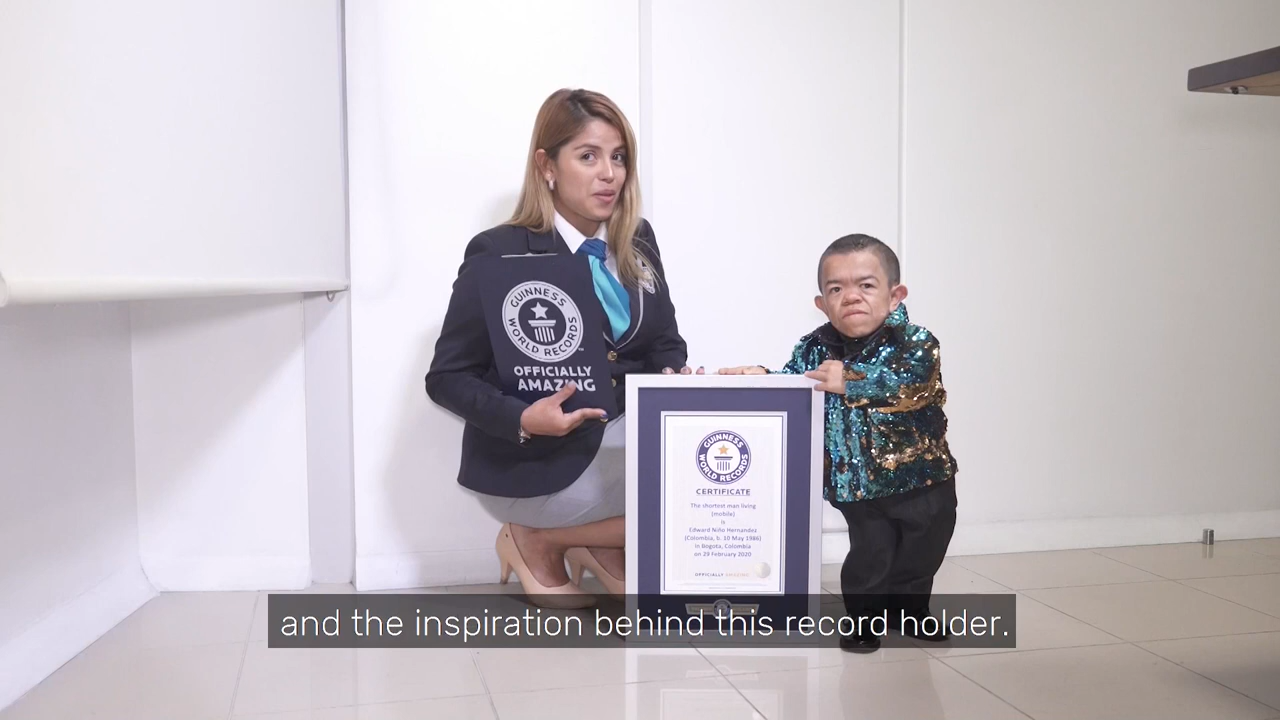 GUINNESS
WORLD RECORDS
OFFICIALLY
AMAZING
GUINNESS
WORLD RECORDS
CERTIFICATE
The shortest man living
(mobile)
is
Edward Niño Hernandez
(Colombia, b. 10 May 1986)
in Bogota, Colombia
on 29 February 2020
OFFICIALLY AMAZING
and the inspiration behind this record holder.